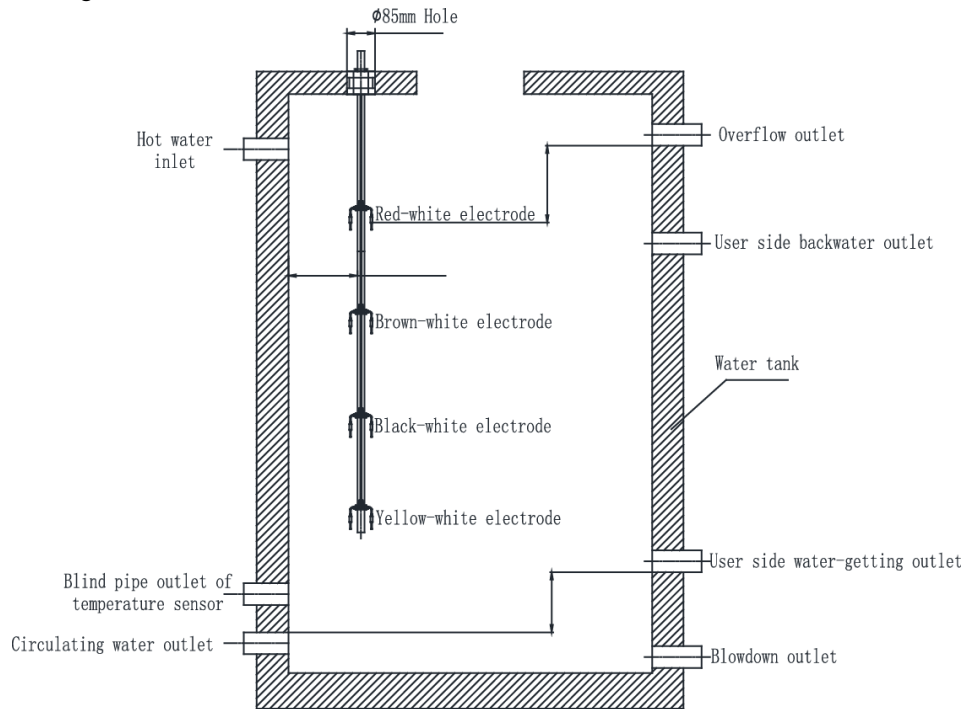 ϕ85mm Hole
Hot water
inlet
Overflow outlet
Red-white electrode
User side backwater outlet
Brown-white electrode
Water tank
Black-white electrode
Yellow-white electrode
User side water-getting outlet
Blind pipe outlet of
temperature sensor
Circulating water outlet
Blowdown outlet